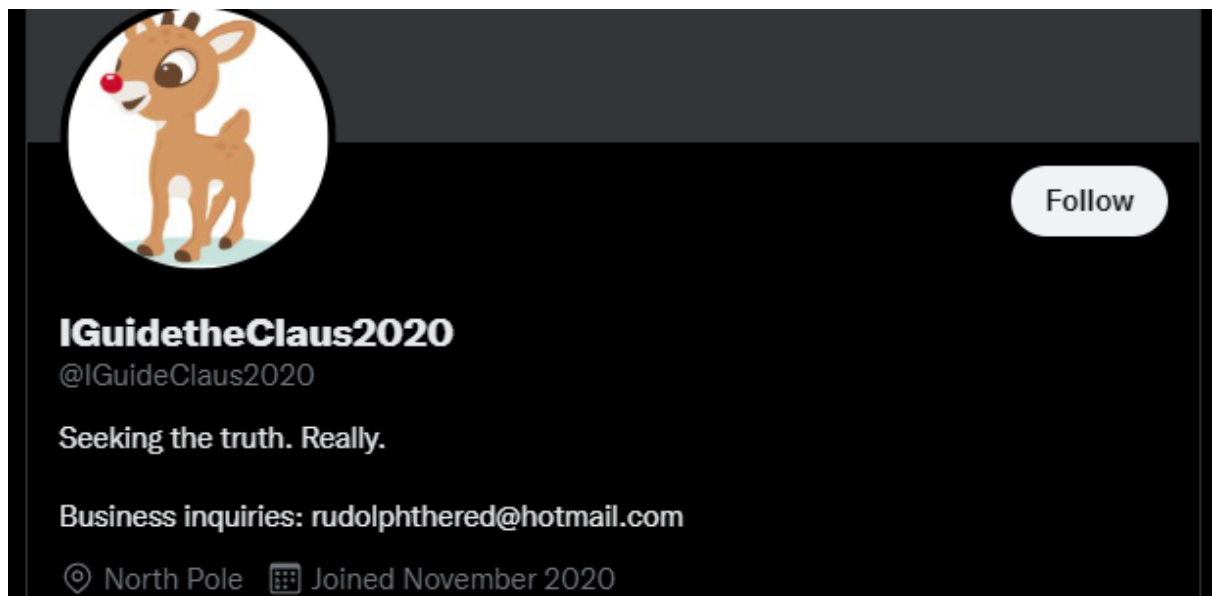 Follow
IGuidetheClaus2020
@IGuideClaus2020
Seeking the truth. Really.
Business inquiries: rudolphthered@hotmail.com
North Pole Joined November 2020